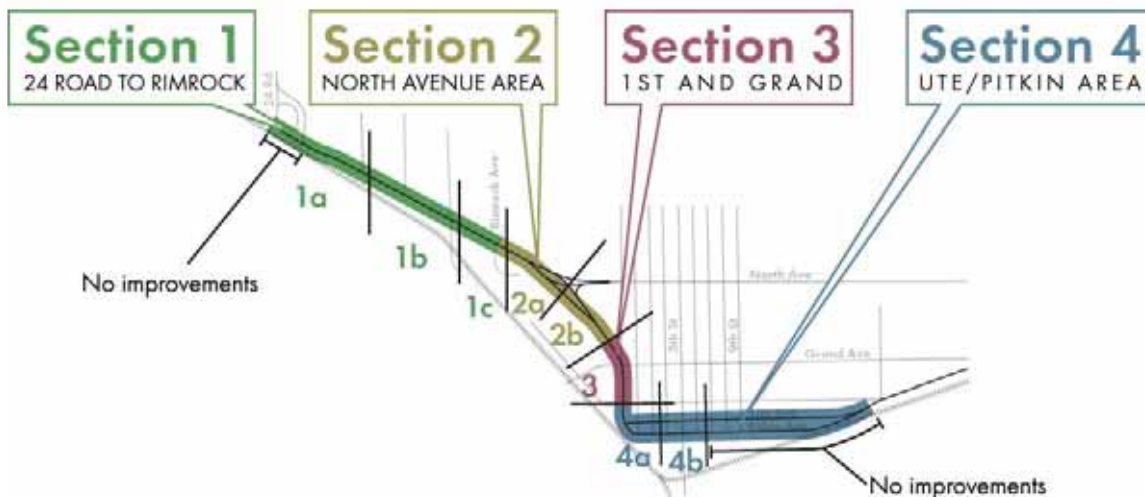 Section 1
24 ROAD TO RIMROCK
Section 2
NORTH AVENUE AREA
Section 3
1ST AND GRAND
Section 4
UTE/PITKIN AREA
24 Rd
1a
No improvements
1b
1c
Rimrock Ave
2a
2b
North Ave
5th St
9th St
Grand Ave
3
4a
4b
No improvements